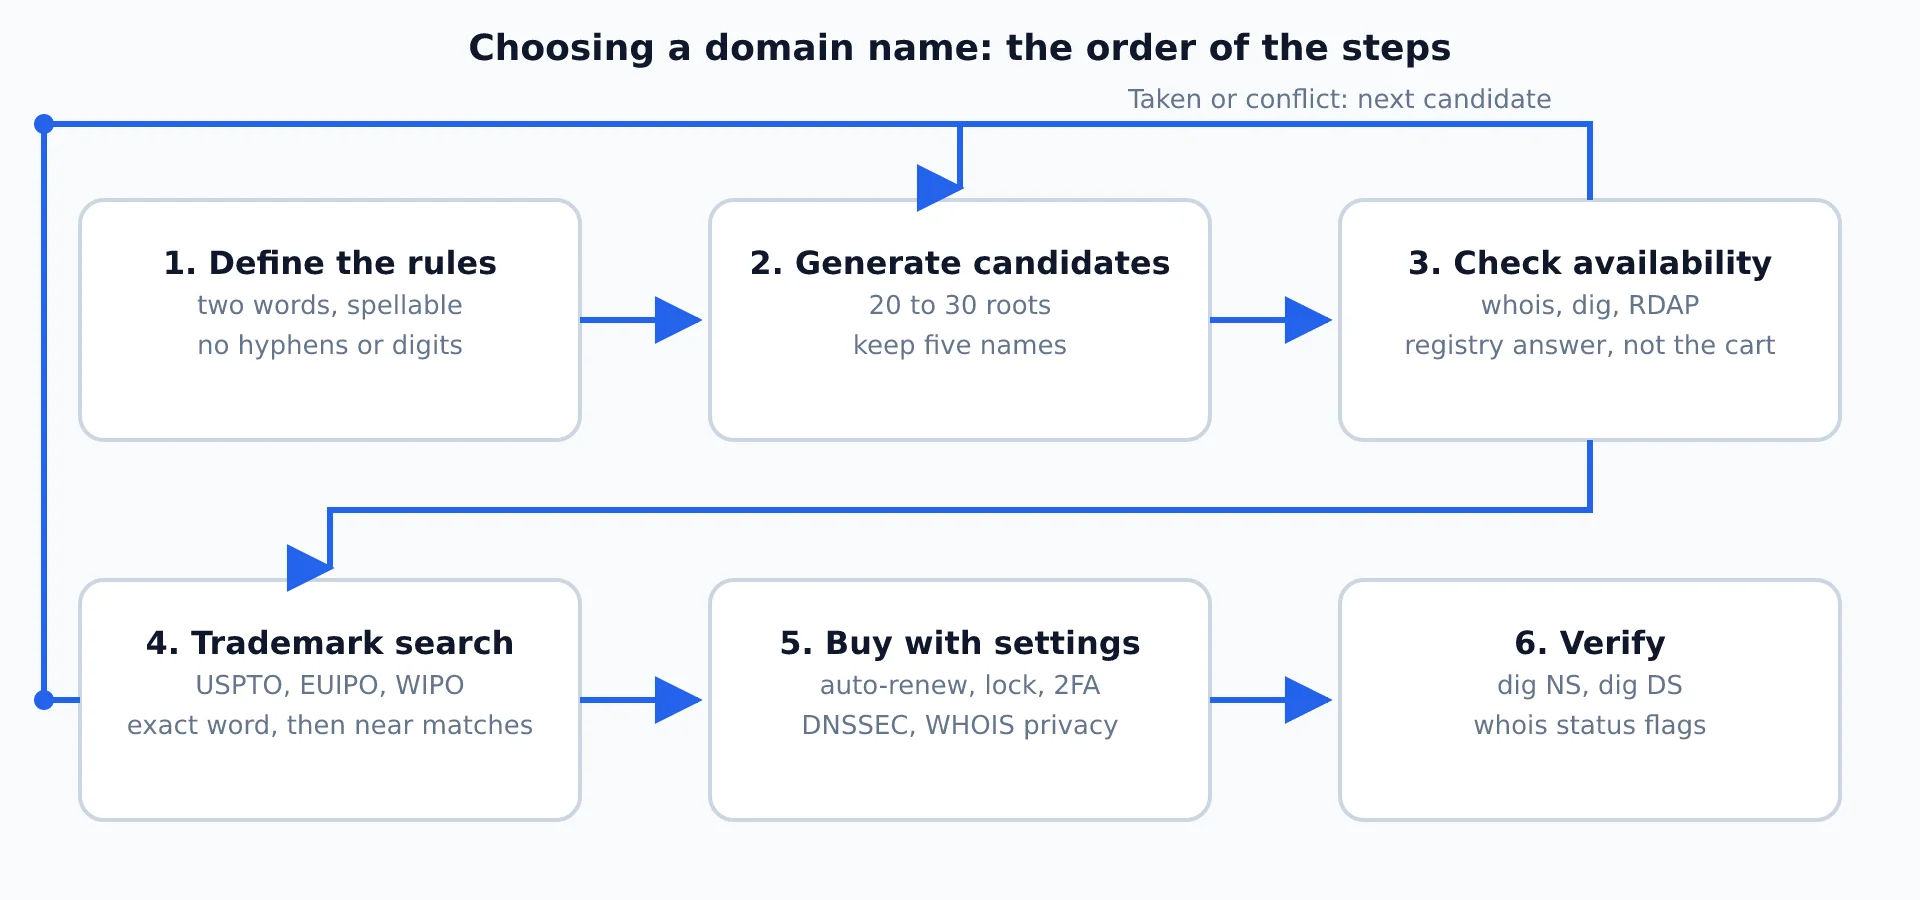 Choosing a domain name: the order of the steps
Taken or conflict: next candidate
1. Define the rules
two words, spellable
no hyphens or digits
2. Generate candidates
20 to 30 roots
keep five names
3. Check availability
whois, dig, RDAP
registry answer, not the cart
4. Trademark search
USPTO, EUIPO, WIPO
exact word, then near matches
5. Buy with settings
auto-renew, lock, 2FA
DNSSEC, WHOIS privacy
6. Verify
dig NS, dig DS
whois status flags